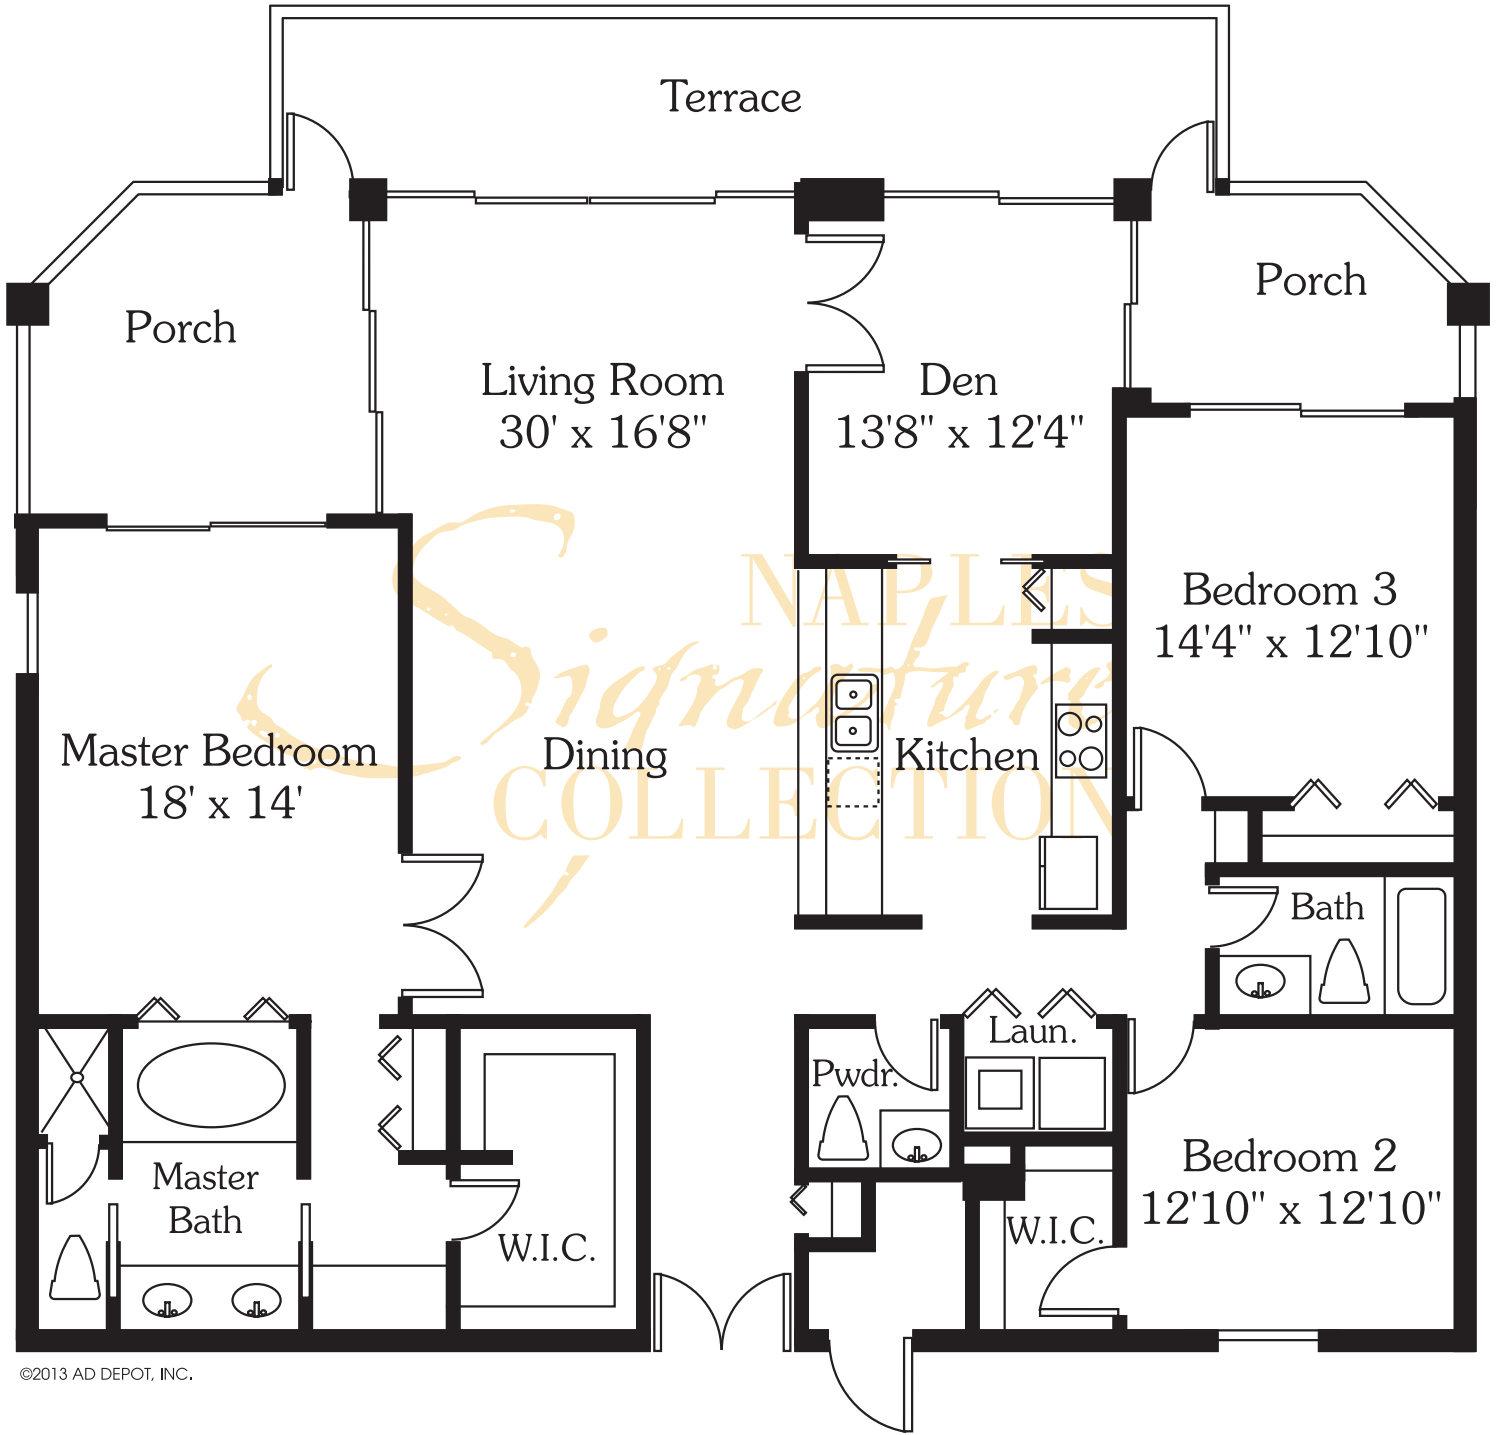 Terrace
Porch
Porch
Living Room
30' x 16'8"
Den
13'8" x 12'4"
NAPLES
Signature
COLLECTION
Bedroom 3
14'4" x 12'10"
Master Bedroom
18' x 14'
Dining
Kitchen
Bath
Laun.
Pwdr.
Master
Bath
W.I.C.
W.I.C.
Bedroom 2
12'10" x 12'10"
©2013 AD DEPOT, INC.